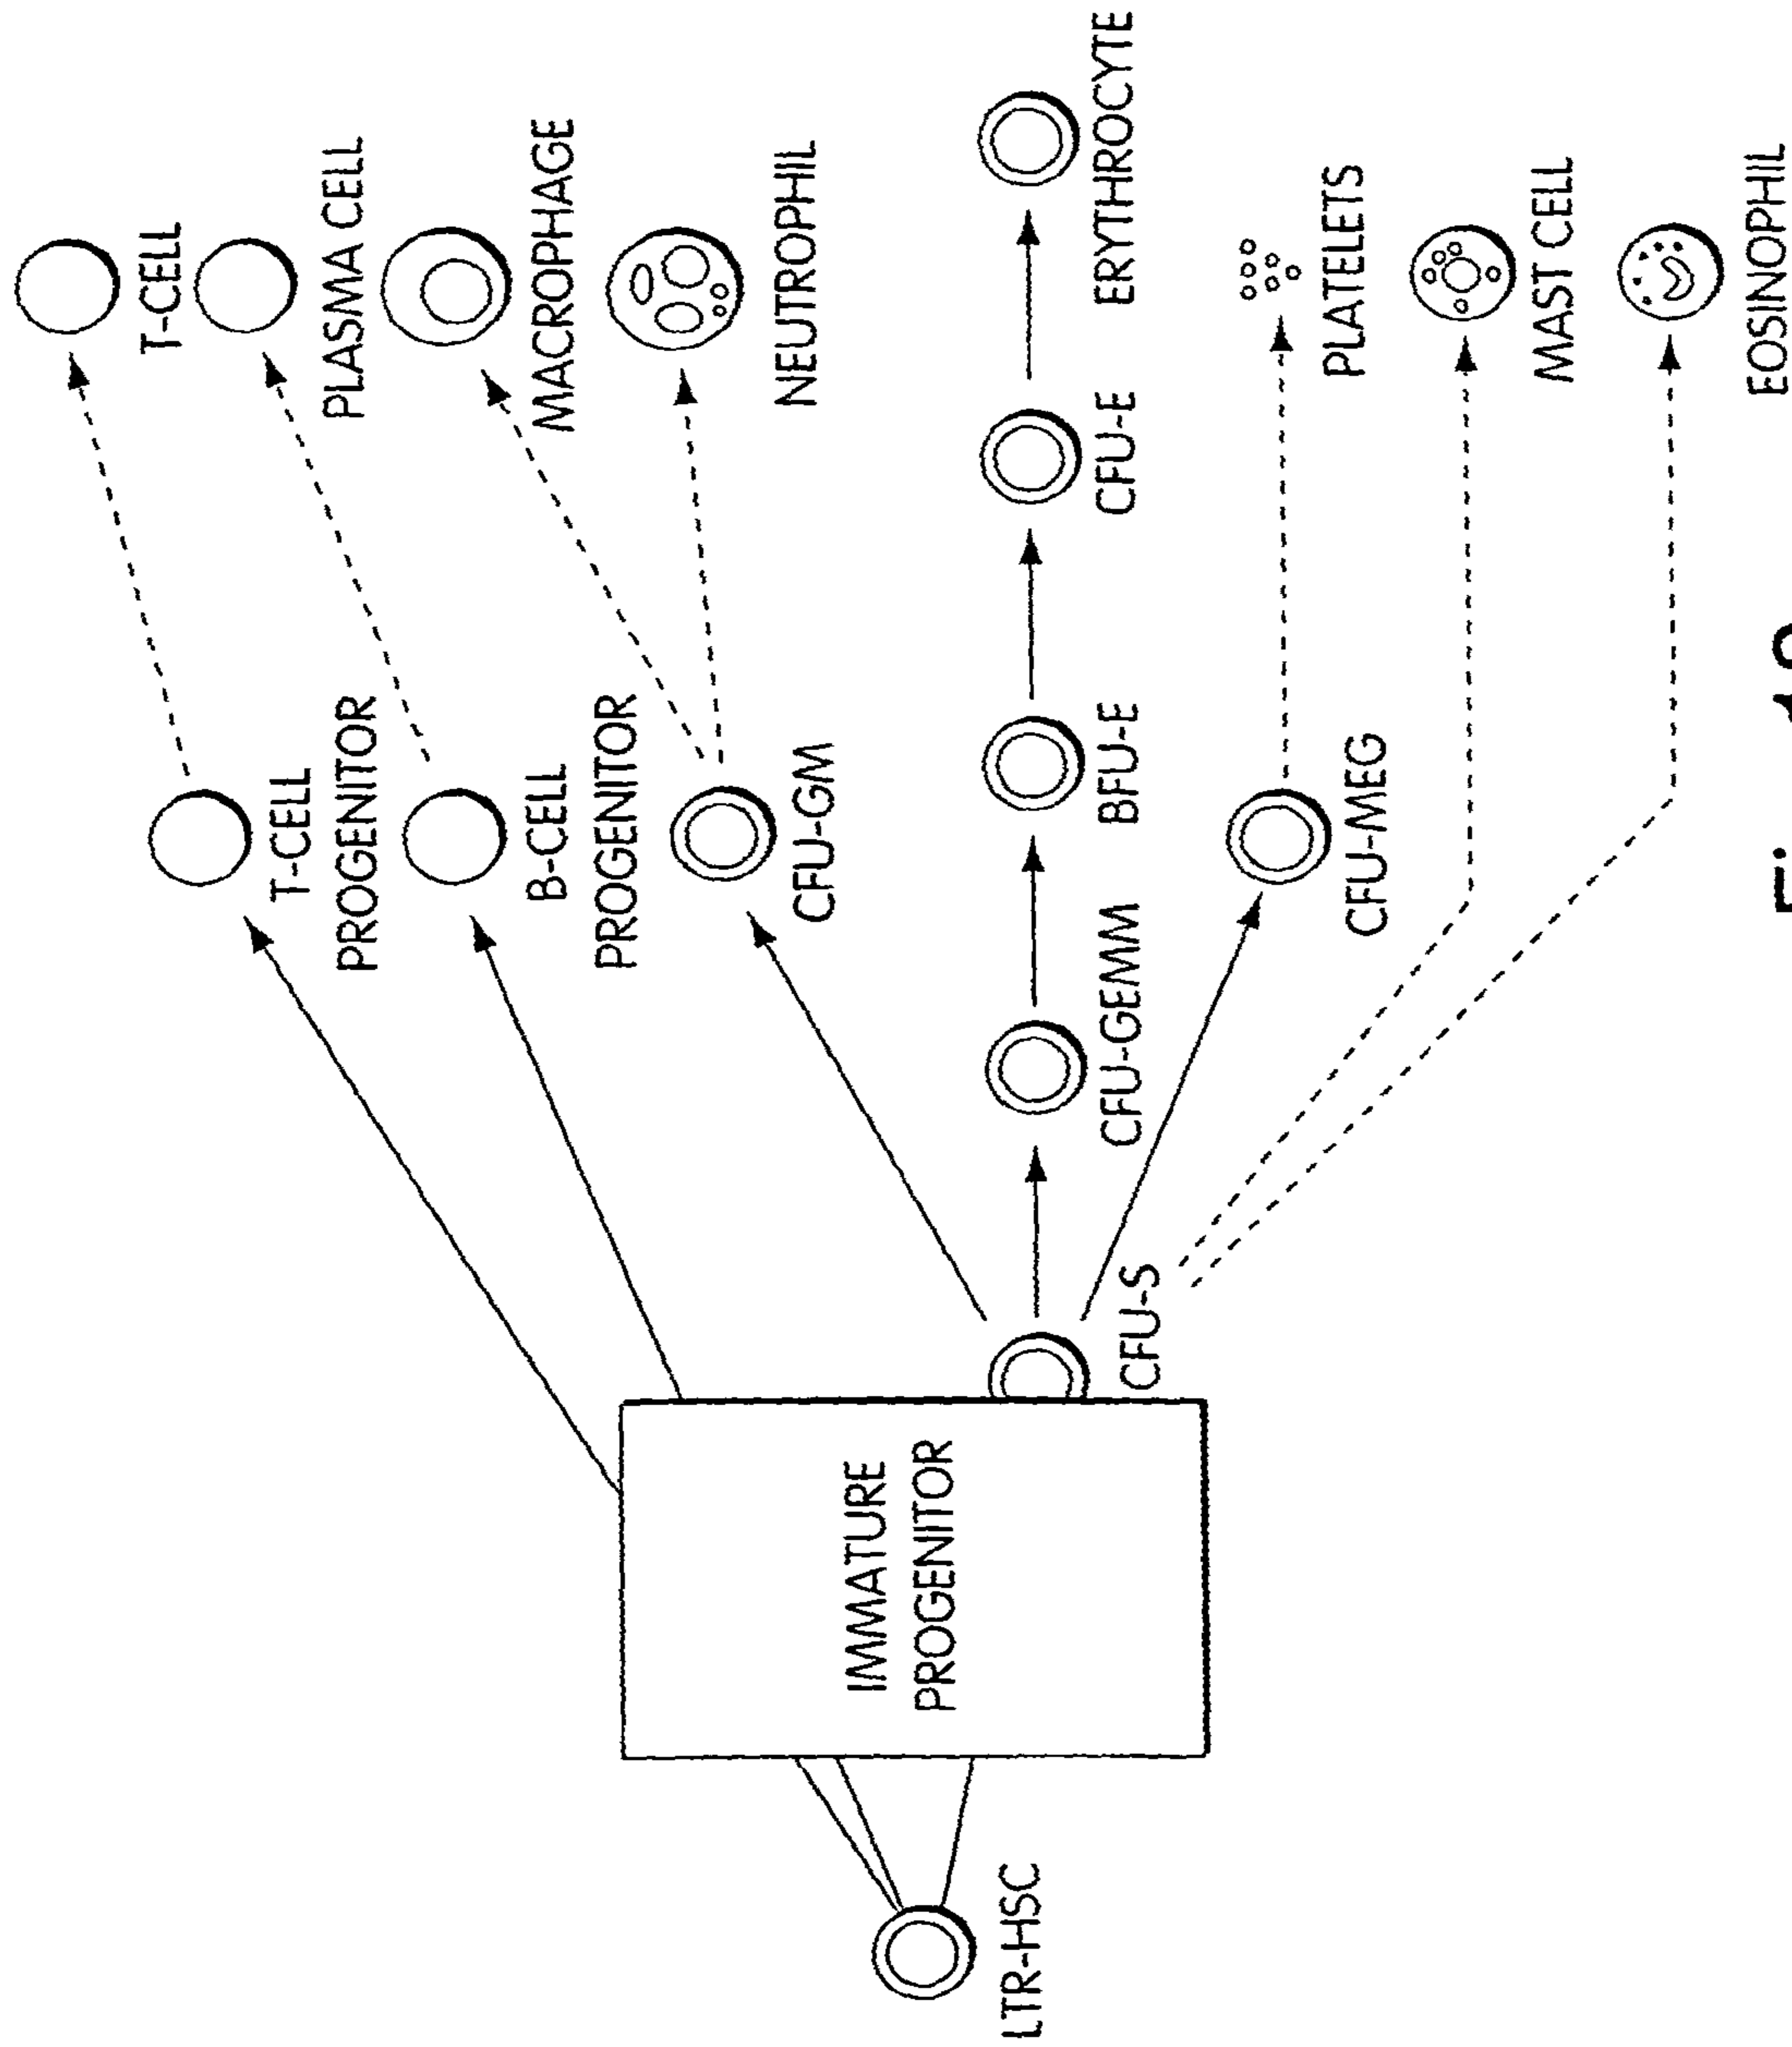 LTR-HSC
IMMATURE
PROGENITOR
CFU-S
T-CELL
PROGENITOR
B-CELL
PROGENITOR
CFU-GM
CFU-GEMM
BFU-E
CFU-E
ERYTHROCYTE
CFU-MEG
T-CELL
PLASMA CELL
MACROPHAGE
NEUTROPHIL
PLATELETS
MAST CELL
EOSINOPHIL